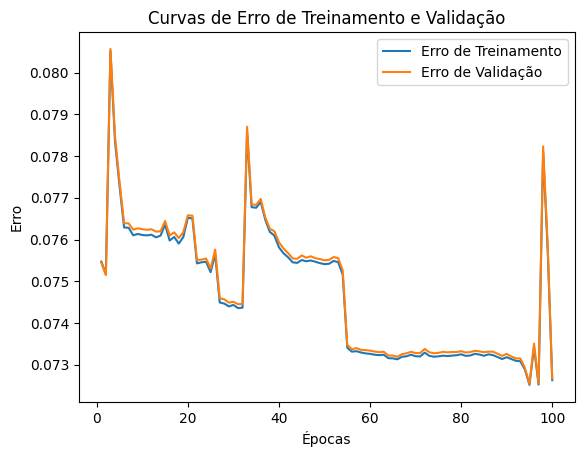 Curvas de Erro de Treinamento e Validação
Erro de Treinamento
Erro de Validação
Erro
0.080
0.079
0.078
0.077
0.076
0.075
0.074
0.073
0 20 40 60 80 100
Épocas